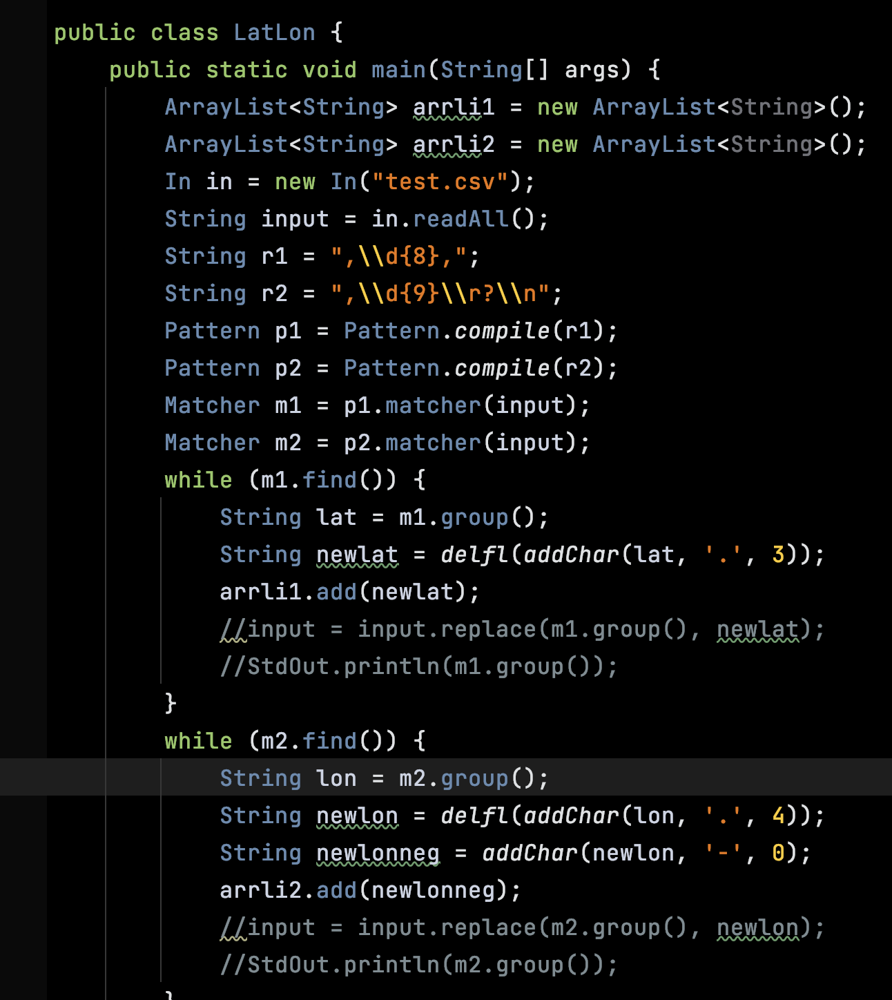 public class LatLon {
    public static void main(String[] args) {
        ArrayList<String> arrli1 = new ArrayList<String>();
        ArrayList<String> arrli2 = new ArrayList<String>();
        In in = new In("test.csv");
        String input = in.readAll();
        String r1 = ",\\d{8},";
        String r2 = ",\\d{9}\\r?\\n";
        Pattern p1 = Pattern.compile(r1);
        Pattern p2 = Pattern.compile(r2);
        Matcher m1 = p1.matcher(input);
        Matcher m2 = p2.matcher(input);
        while (m1.find()) {
            String lat = m1.group();
            String newlat = delfl(addChar(lat, '.', 3));
            arrli1.add(newlat);
            //input = input.replace(m1.group(), newlat);
            //StdOut.println(m1.group());
        }
        while (m2.find()) {
            String lon = m2.group();
            String newlon = delfl(addChar(lon, '.', 4));
            String newlonneg = addChar(newlon, '-', 0);
            arrli2.add(newlonneg);
            //input = input.replace(m2.group(), newlon);
            //StdOut.println(m2.group());
        }